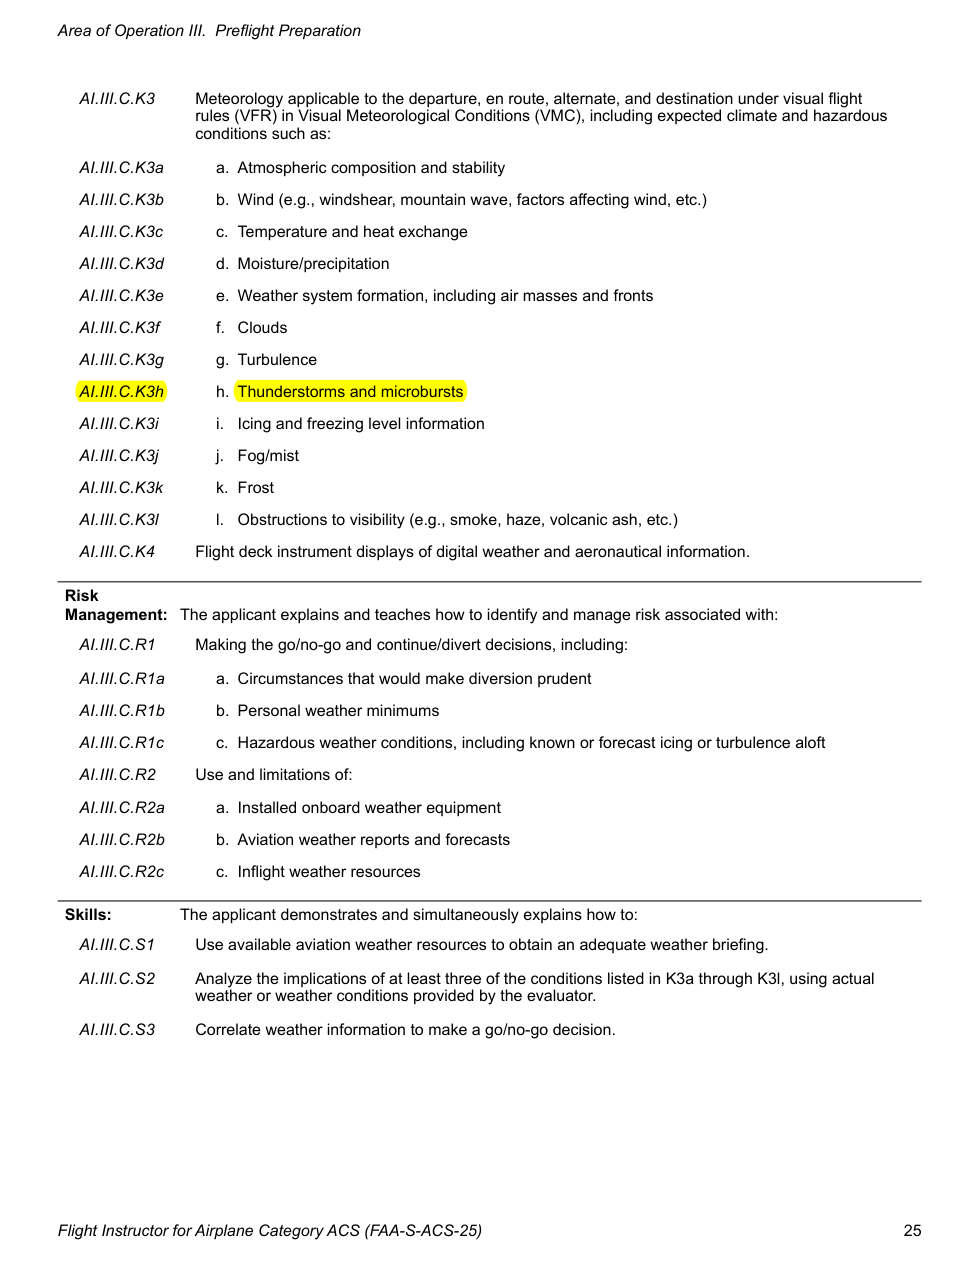 Area of Operation III.  Preflight Preparation
AI.III.C.K3 Meteorology applicable to the departure, en route, alternate, and destination under visual flight
rules (VFR) in Visual Meteorological Conditions (VMC), including expected climate and hazardous
conditions such as:
AI.III.C.K3a a. Atmospheric composition and stability
AI.III.C.K3b b. Wind (e.g., windshear, mountain wave, factors affecting wind, etc.)
AI.III.C.K3c c. Temperature and heat exchange
AI.III.C.K3d d. Moisture/precipitation
AI.III.C.K3e e. Weather system formation, including air masses and fronts
AI.III.C.K3f f. Clouds
AI.III.C.K3g g. Turbulence
AI.III.C.K3h h. Thunderstorms and microbursts
AI.III.C.K3i i. Icing and freezing level information
AI.III.C.K3j j. Fog/mist
AI.III.C.K3k k. Frost
AI.III.C.K3l l. Obstructions to visibility (e.g., smoke, haze, volcanic ash, etc.)
AI.III.C.K4 Flight deck instrument displays of digital weather and aeronautical information.
Risk
Management: The applicant explains and teaches how to identify and manage risk associated with:
AI.III.C.R1 Making the go/no-go and continue/divert decisions, including:
AI.III.C.R1a a. Circumstances that would make diversion prudent
AI.III.C.R1b b. Personal weather minimums
AI.III.C.R1c c. Hazardous weather conditions, including known or forecast icing or turbulence aloft
AI.III.C.R2 Use and limitations of:
AI.III.C.R2a a. Installed onboard weather equipment
AI.III.C.R2b b. Aviation weather reports and forecasts
AI.III.C.R2c c. Inflight weather resources
Skills: The applicant demonstrates and simultaneously explains how to:
AI.III.C.S1 Use available aviation weather resources to obtain an adequate weather briefing.
AI.III.C.S2 Analyze the implications of at least three of the conditions listed in K3a through K3l, using actual
weather or weather conditions provided by the evaluator.
AI.III.C.S3 Correlate weather information to make a go/no-go decision.
Flight Instructor for Airplane Category ACS (FAA-S-ACS-25) 25